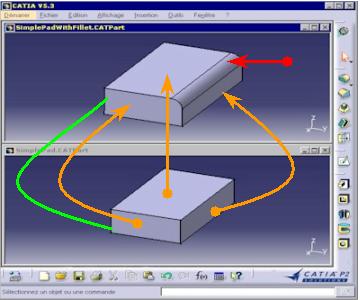 CATIA V5.3
Démarrer Fichier Edition Affichage Insertion Outils Fenêtre ?
SimplePadWithFillet.CATPart
z
y
SimplePad.CATPart
z
y
f(x)
CATIA P2
SOLUTIONS
Sélectionnez un objet ou une commande